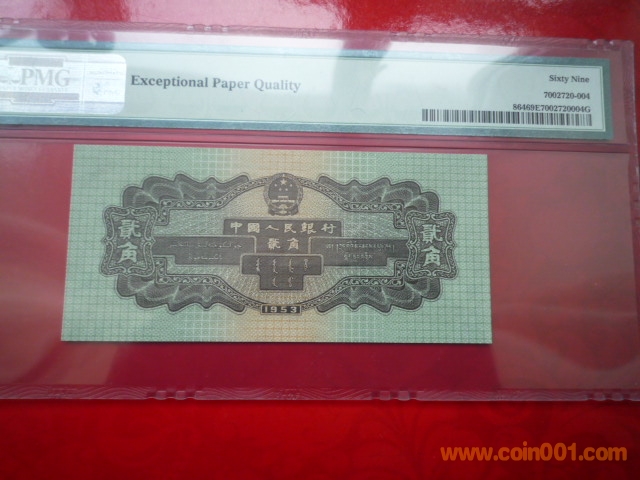 PMG
Exceptional Paper Quality
Sixty Nine
7002720-004
86469E7002720004G
中國人民銀行
貳角
貳角
貳角
1953
www.coin001.com